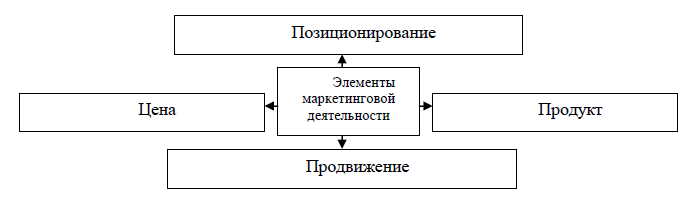 Позиционирование
Элементы
маркетинговой
деятельности
Цена
Продукт
Продвижение